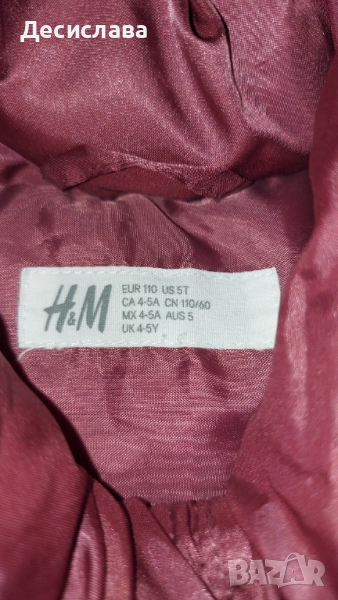 Десислава
H&M
EUR 110 US 5T
CA 4-5A CN 110/60
MX 4-5A AUS 5
UK 4-5Y
BAZAR